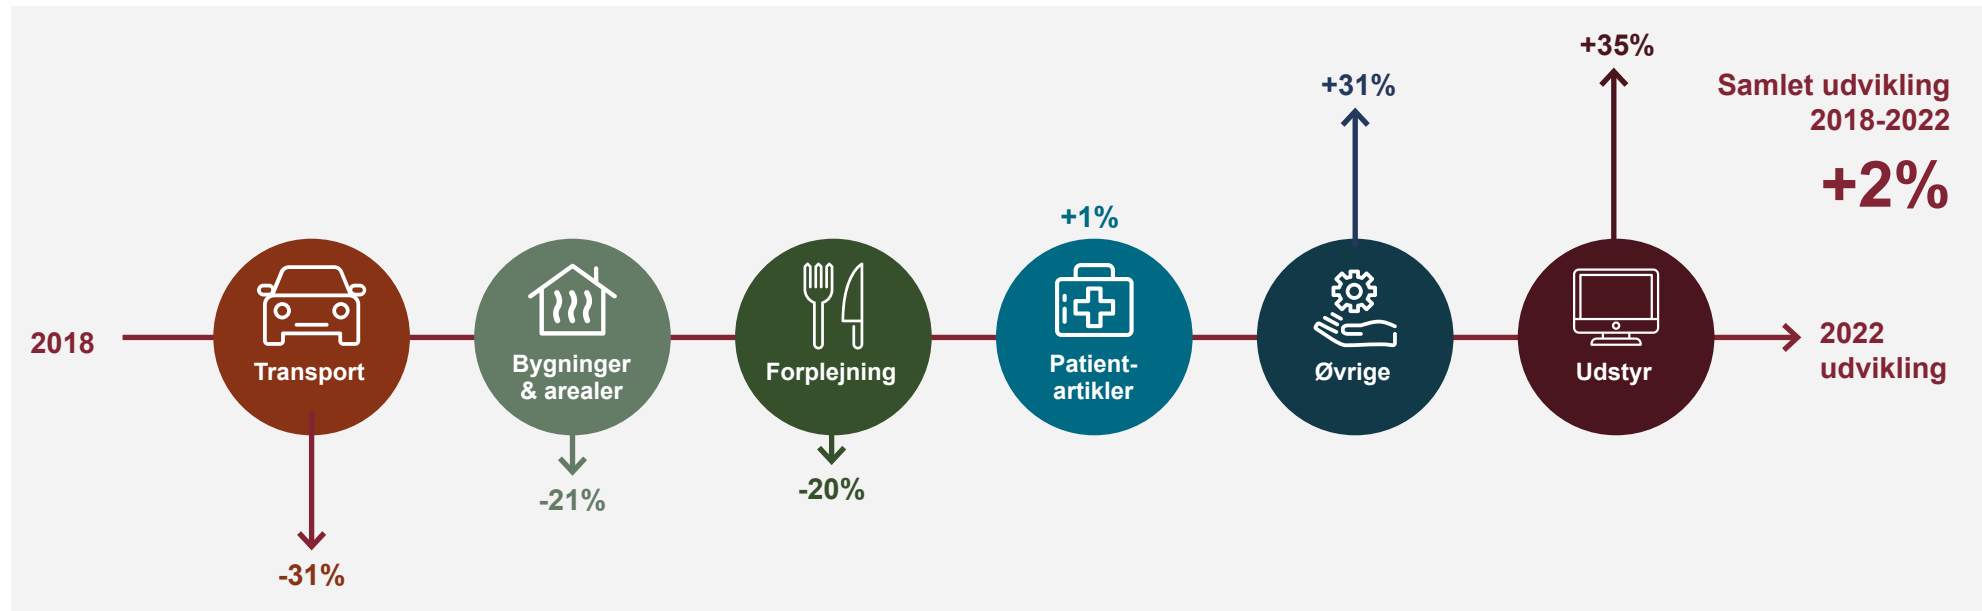 +35%
Samlet udvikling
2018-2022
+2%
+31%
+1%
2018
Transport
-31%
Bygninger
& arealer
-21%
Forplejning
-20%
Patient-
artikler
Øvrige
Udstyr
2022
udvikling